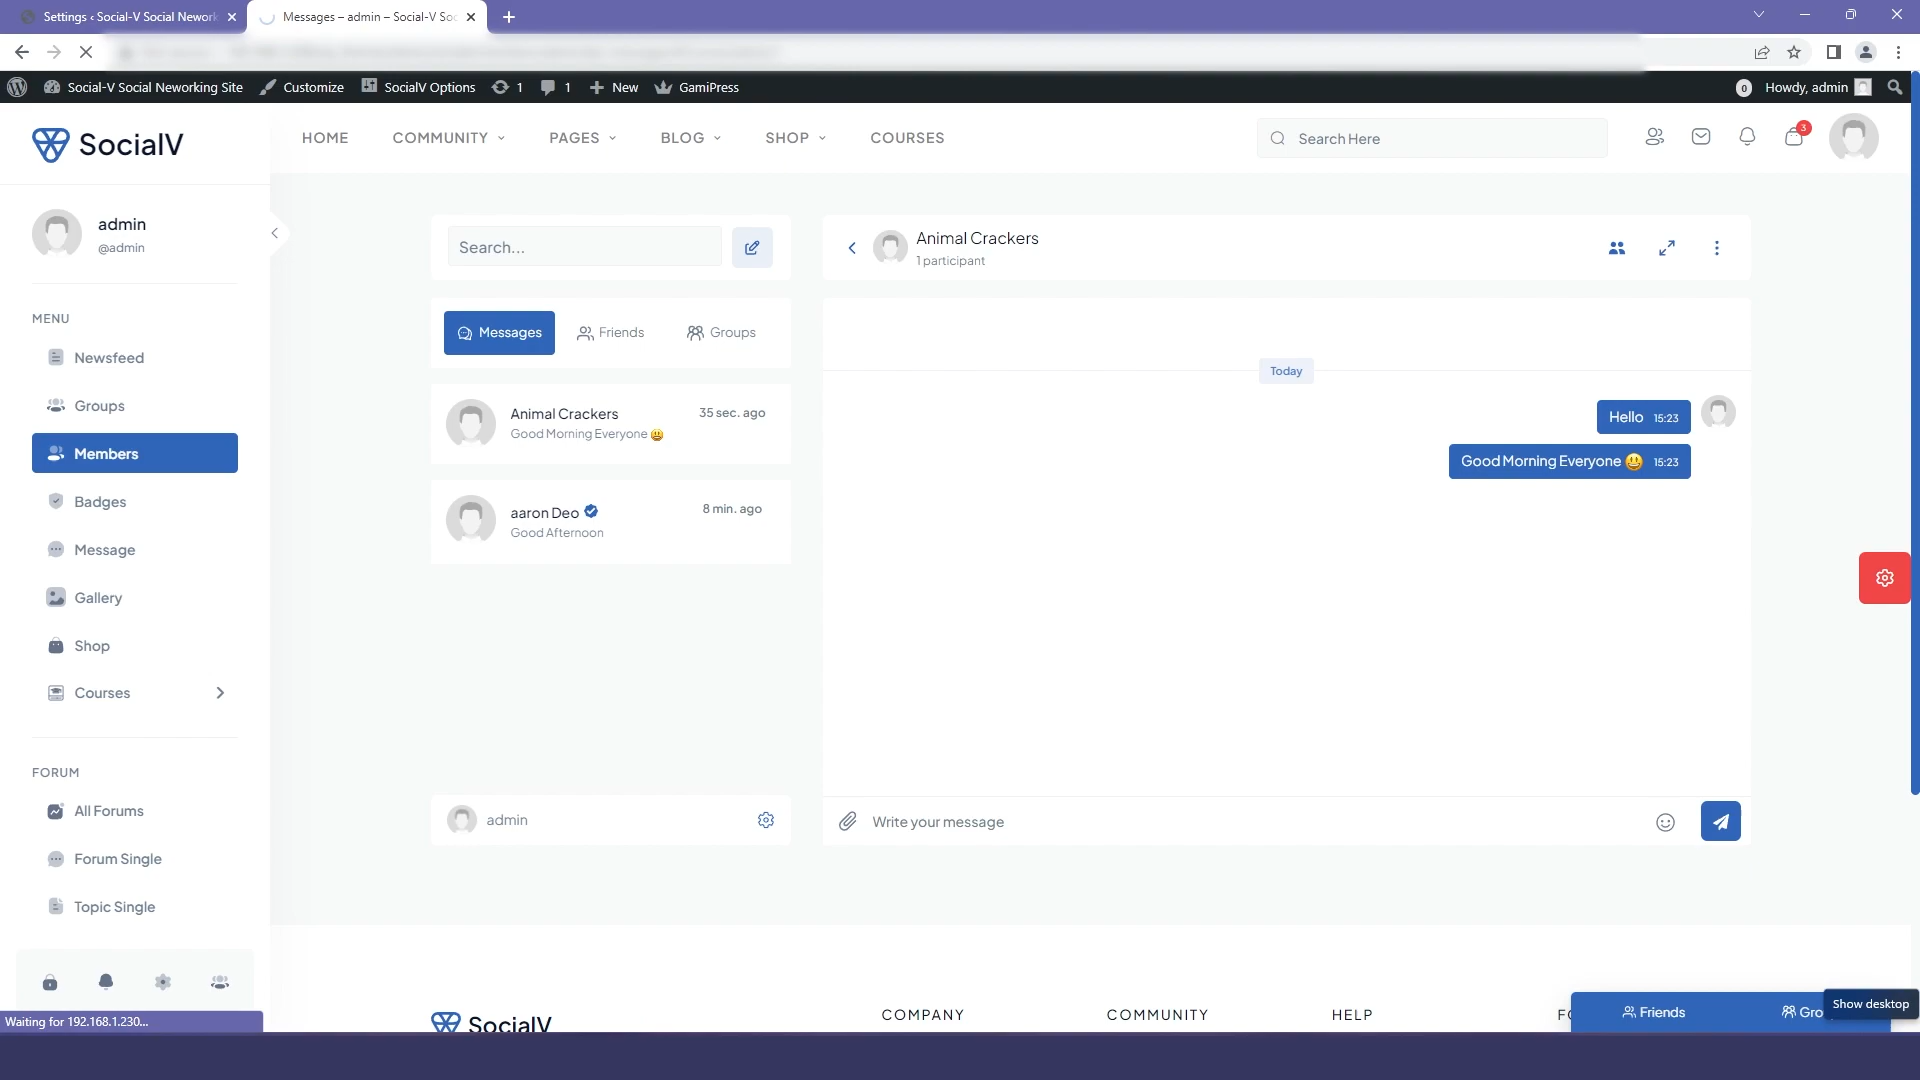 Settings ‹ Social-V Social Nework
Messages – admin – Social-V Soc
Social-V Social Neworking Site
Customize
SocialV Options
1
1
New
GamiPress
0
Howdy, admin
SocialV
HOME
COMMUNITY
PAGES
BLOG
SHOP
COURSES
Search Here
3
admin
@admin
MENU
Newsfeed
Groups
Members
Badges
Message
Gallery
Shop
Courses
FORUM
All Forums
Forum Single
Topic Single
Waiting for 192.168.1.230...
Search...
Messages
Friends
Groups
Animal Crackers
35 sec. ago
Good Morning Everyone 😃
aaron Deo
8 min. ago
Good Afternoon
admin
Animal Crackers
1 participant
Today
Hello 15:23
Good Morning Everyone 😃 15:23
Write your message
SocialV
COMPANY
COMMUNITY
HELP
Friends
Gro
Show desktop